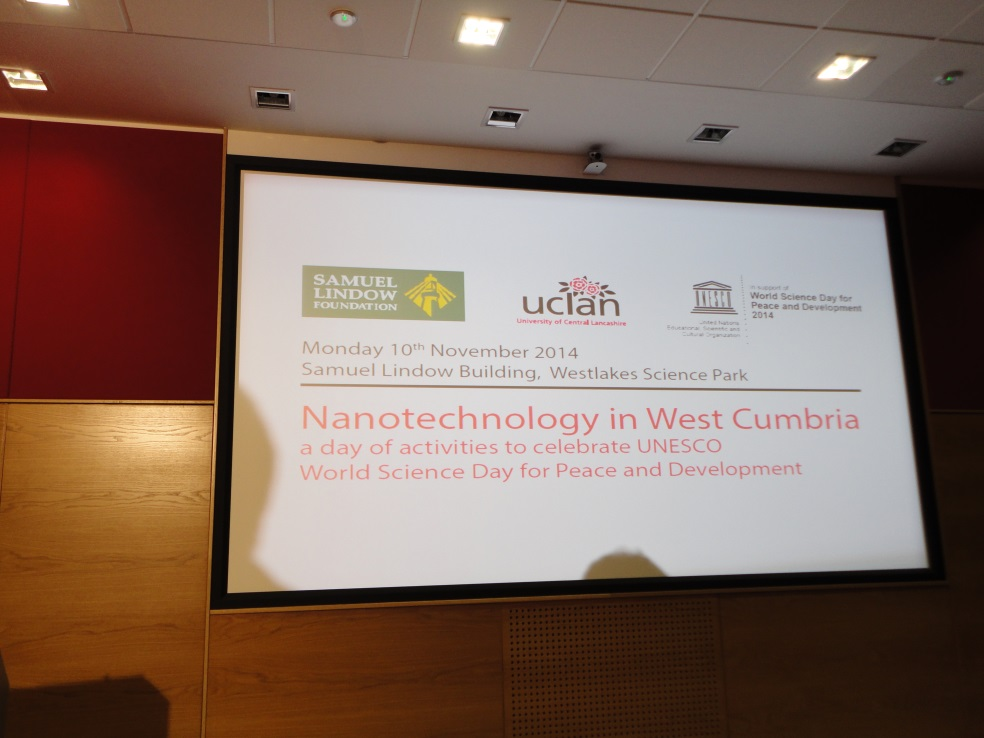 SAMUEL
LINDOW
FOUNDATION
uclan
University of Central Lancashire
United Nations
Educational, Scientific and
Cultural Organization
in support of
World Science Day for
Peace and Development
2014
Monday 10th November 2014
Samuel Lindow Building, Westlakes Science Park
Nanotechnology in West Cumbria
a day of activities to celebrate UNESCO
World Science Day for Peace and Development